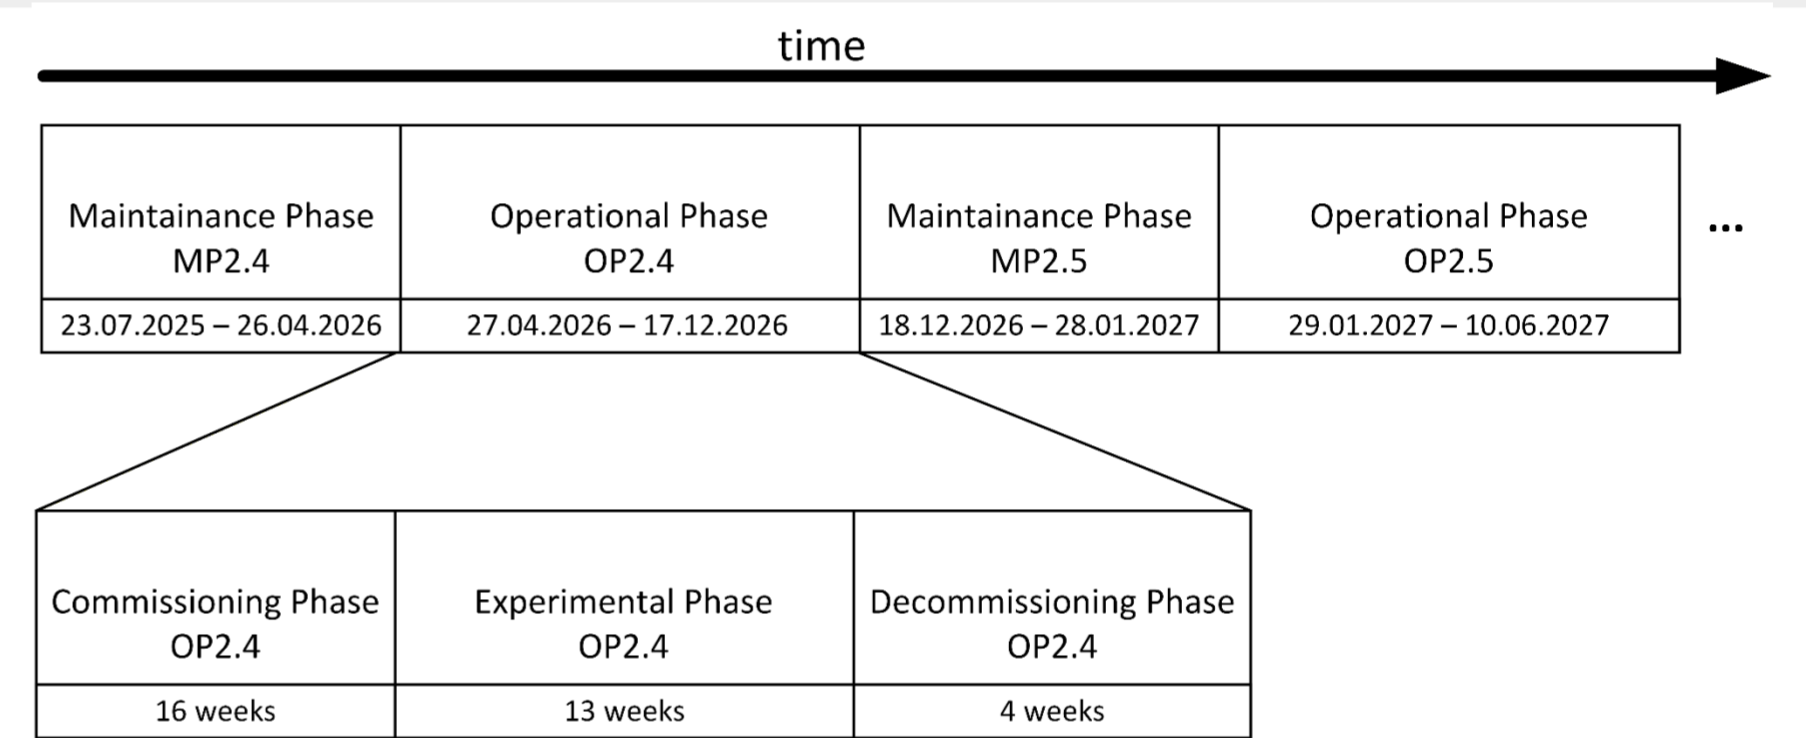 time
Maintainance Phase
MP2.4
Operational Phase
OP2.4
Maintainance Phase
MP2.5
Operational Phase
OP2.5
...
23.07.2025 – 26.04.2026
27.04.2026 – 17.12.2026
18.12.2026 – 28.01.2027
29.01.2027 – 10.06.2027
Commissioning Phase
OP2.4
Experimental Phase
OP2.4
Decommissioning Phase
OP2.4
16 weeks
13 weeks
4 weeks